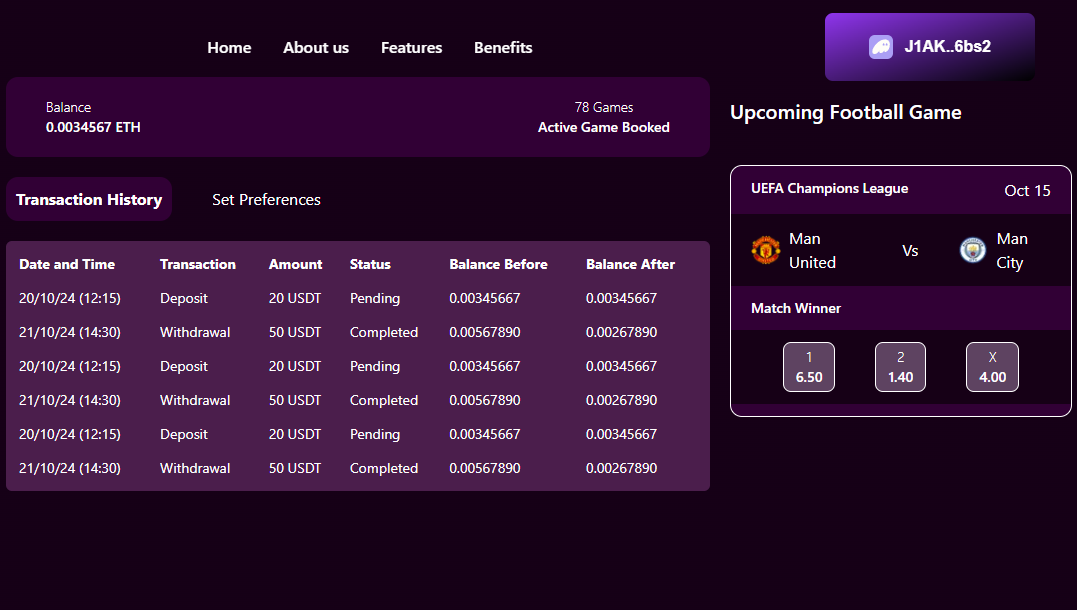 Home About us Features Benefits
J1AK..6bs2
Balance
0.0034567 ETH
78 Games
Active Game Booked
Transaction History Set Preferences
Date and Time Transaction Amount Status Balance Before Balance After
20/10/24 (12:15) Deposit 20 USDT Pending 0.00345667 0.00345667
21/10/24 (14:30) Withdrawal 50 USDT Completed 0.00567890 0.00267890
20/10/24 (12:15) Deposit 20 USDT Pending 0.00345667 0.00345667
21/10/24 (14:30) Withdrawal 50 USDT Completed 0.00567890 0.00267890
20/10/24 (12:15) Deposit 20 USDT Pending 0.00345667 0.00345667
21/10/24 (14:30) Withdrawal 50 USDT Completed 0.00567890 0.00267890
Upcoming Football Game
UEFA Champions League Oct 15
Man
United
Vs
Man
City
Match Winner
1 2 X
6.50 1.40 4.00